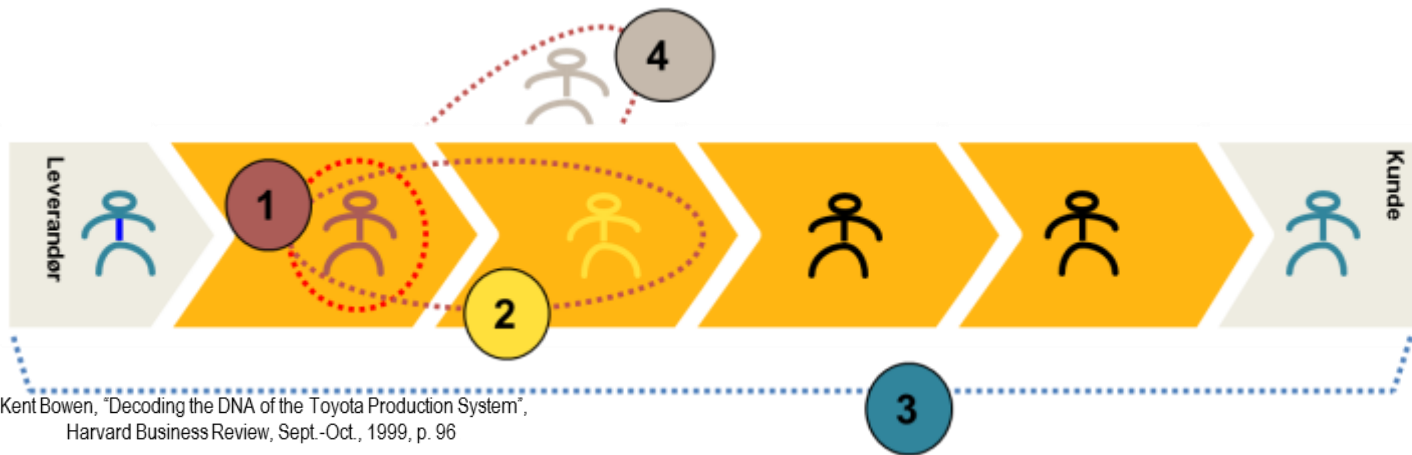 4
Leverandør
Kunde
1
2
3
Kent Bowen, “Decoding the DNA of the Toyota Production System”,
Harvard Business Review, Sept.-Oct., 1999, p. 96